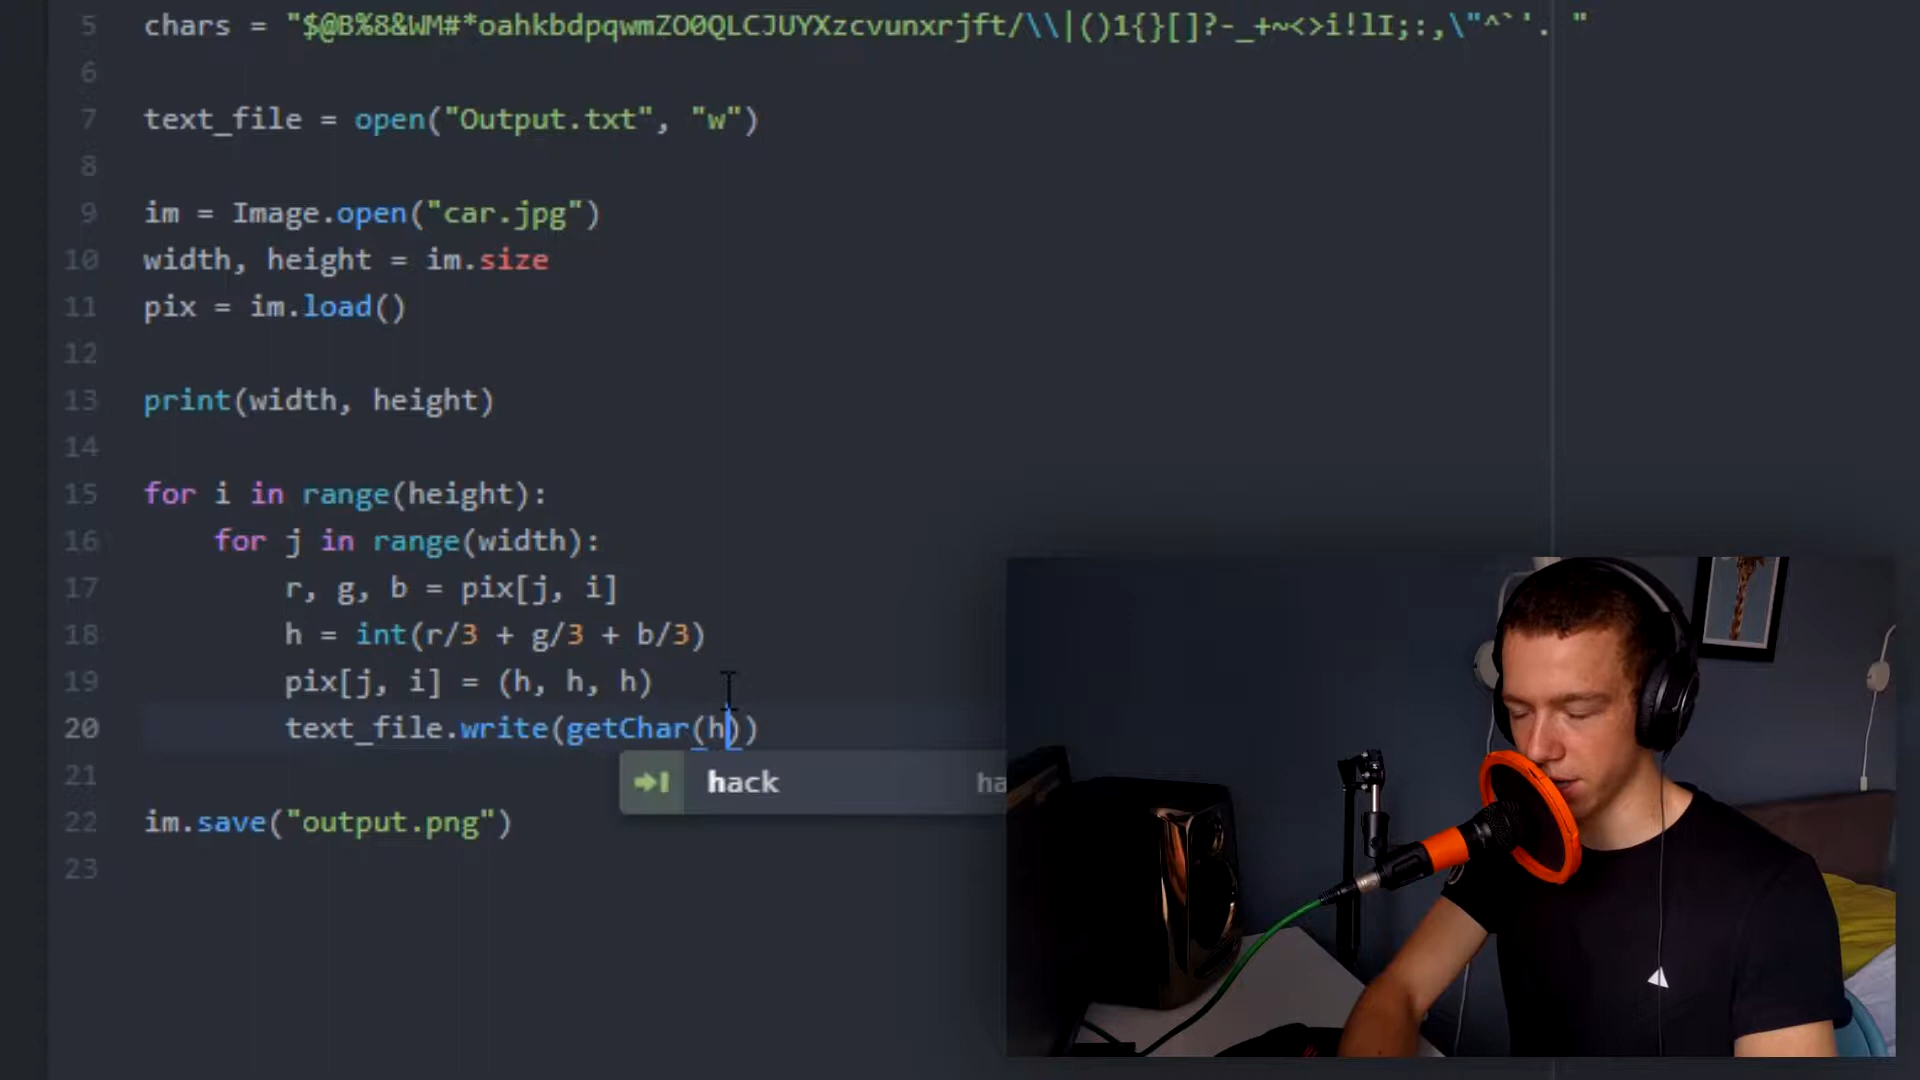 5 chars = "$@B%8&WM#*oahkbdpqwmZO0QLCJUYXzcvunxrjft/\\|()1{}[]?-_+~<>i!lI;:,\"^`'. "
6
7 text_file = open("Output.txt", "w")
8
9 im = Image.open("car.jpg")
10 width, height = im.size
11 pix = im.load()
12
13 print(width, height)
14
15 for i in range(height):
16 for j in range(width):
17 r, g, b = pix[j, i]
18 h = int(r/3 + g/3 + b/3)
19 pix[j, i] = (h, h, h)
20 text_file.write(getChar(h))
hack ha
21
22 im.save("output.png")
23